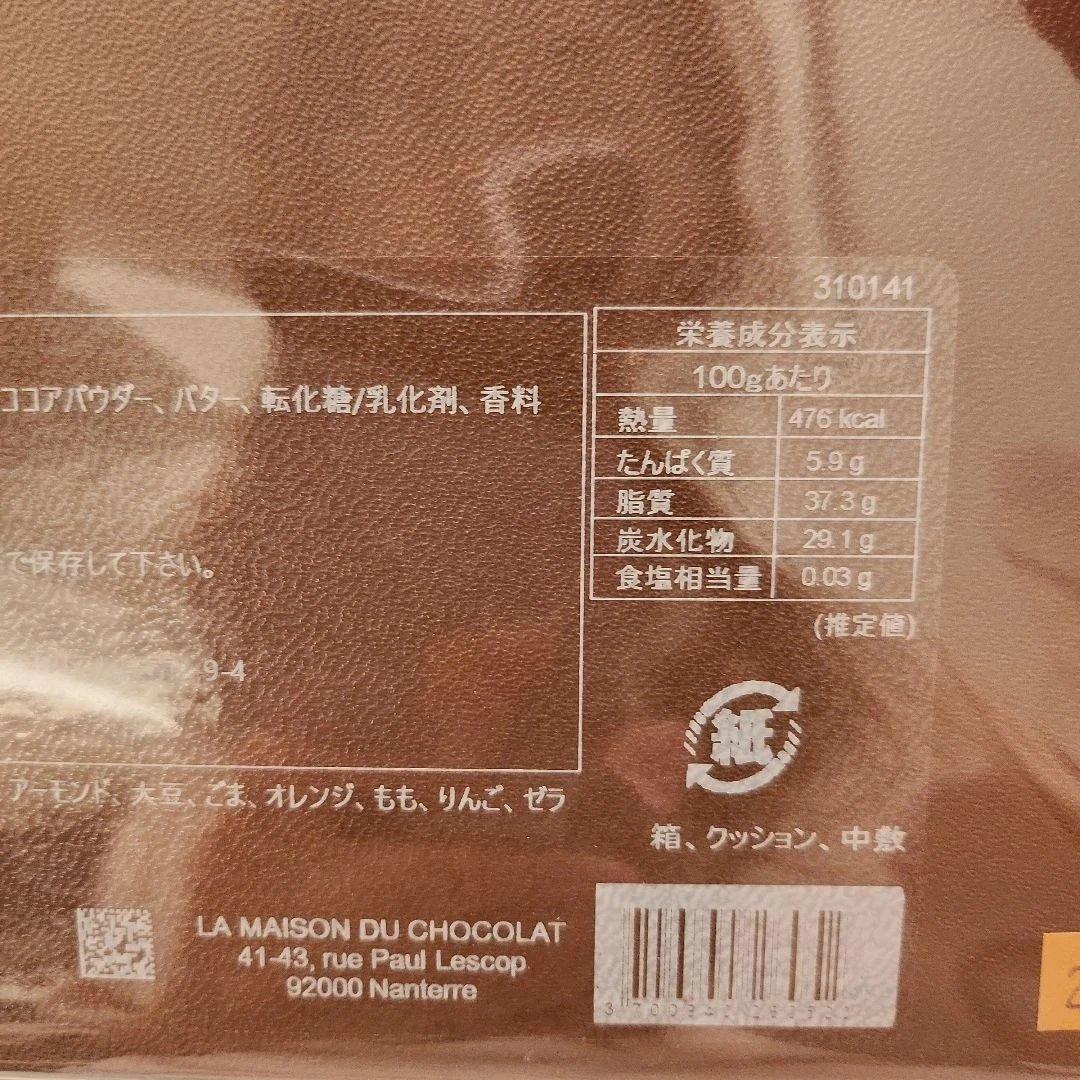 310141
栄養成分表示
100gあたり
熱量 476 kcal
たんぱく質 5.9 g
脂質 37.3 g
炭水化物 29.1 g
食塩相当量 0.03 g
(推定値)
ココアパウダー、バター、転化糖/乳化剤、香料
で保存して下さい。
9-4
アーモンド、大豆、ごま、オレンジ、もも、りんご、ゼラ
紙
箱、クッション、中敷
LA MAISON DU CHOCOLAT
41-43, rue Paul Lescop
92000 Nanterre